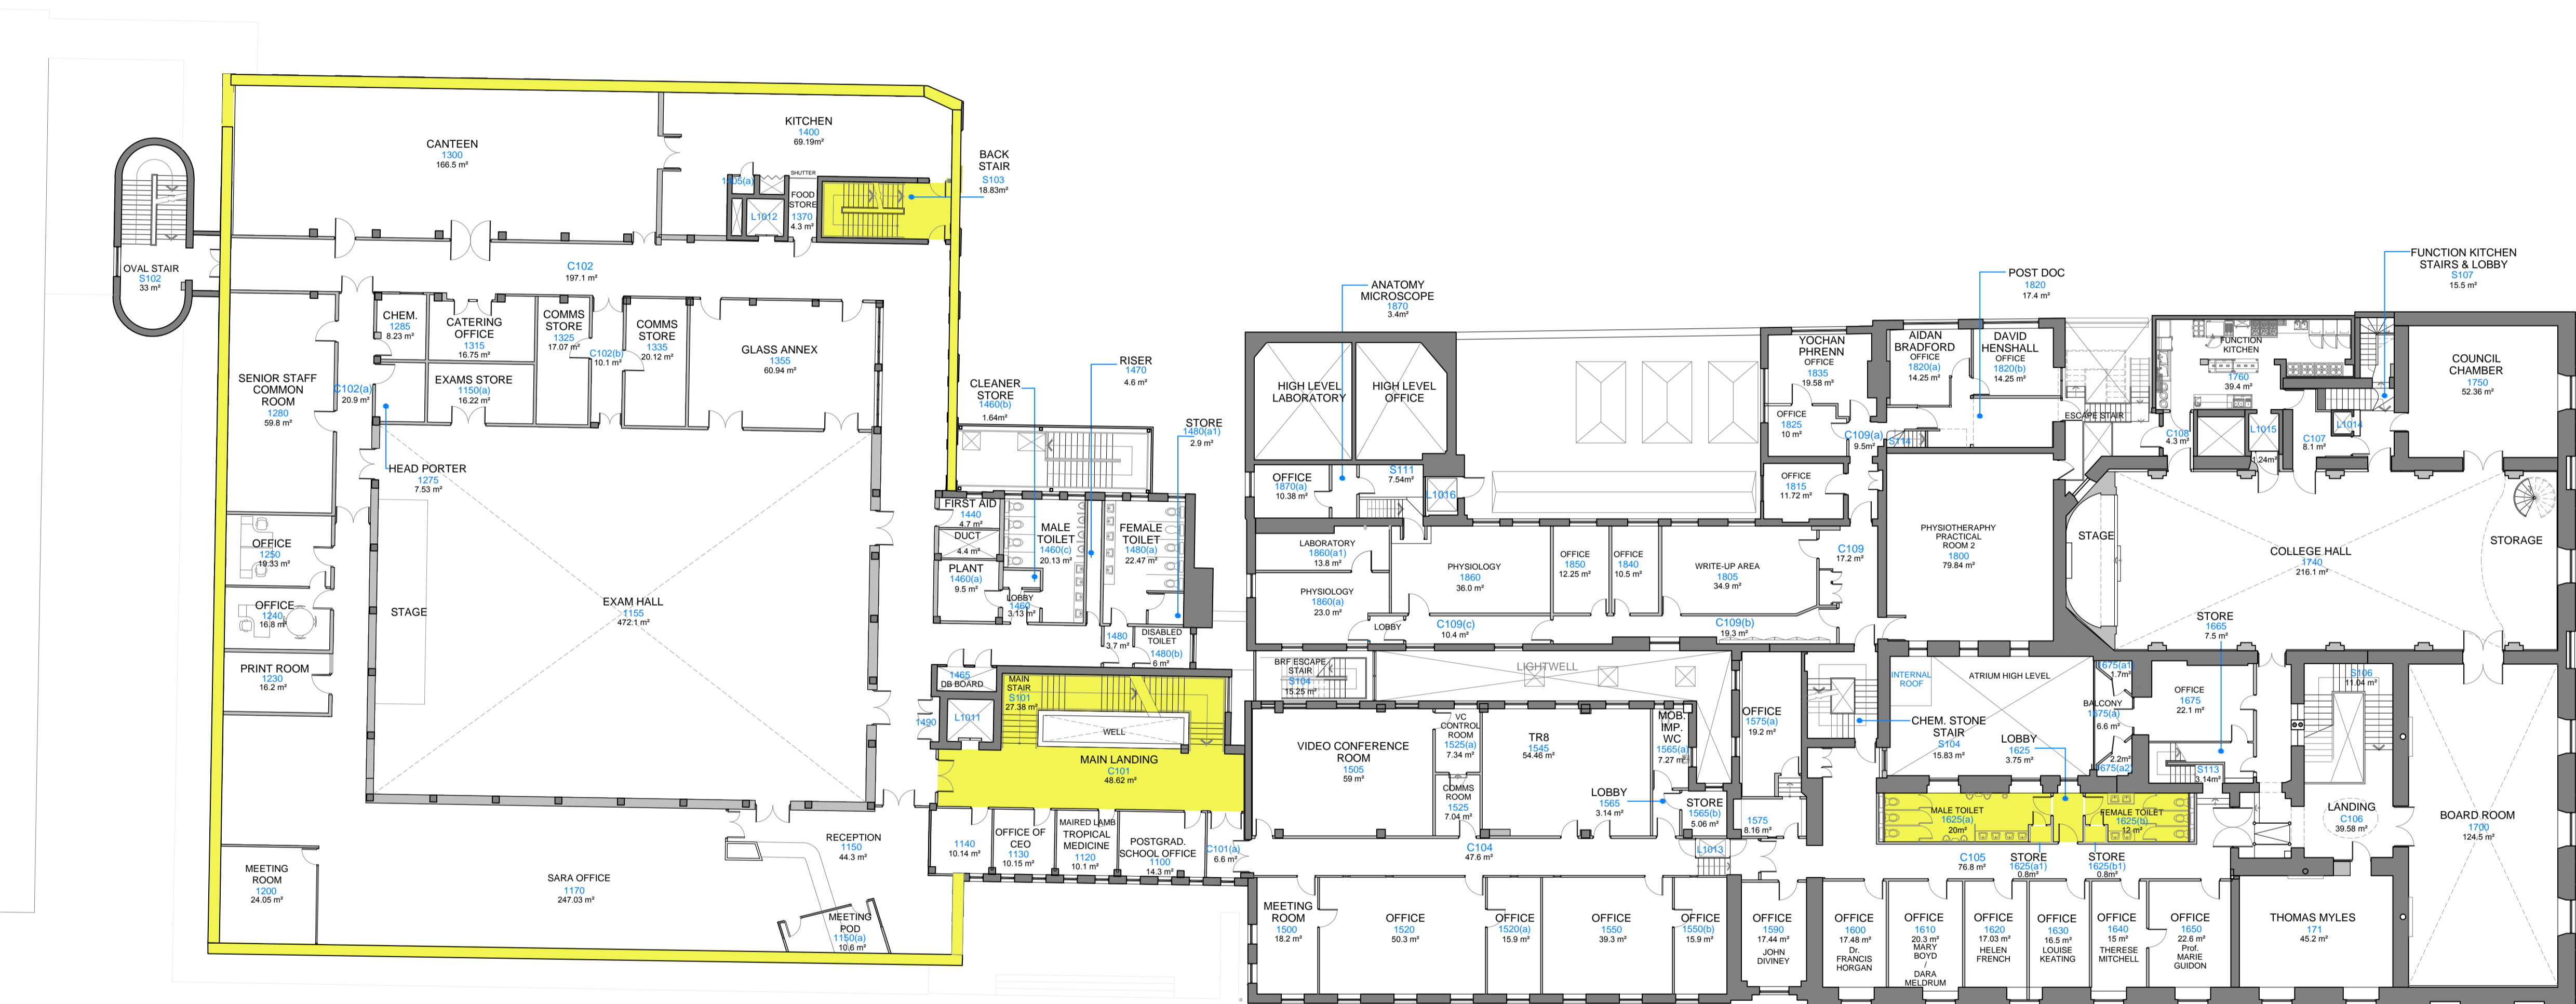 CANTEEN
1300
166.5 m²
KITCHEN
1400
69.19m²
BACK
STAIR
S103
18.83m²
SHUTTER
FOOD
STORE
1370
4.3 m²
L1012
OVAL STAIR
S102
33 m²
C102
197.1 m²
CHEM.
1285
8.23 m²
CATERING
OFFICE
1315
16.75 m²
COMMS
STORE
1325
17.07 m²
C102(b)
10.1 m²
COMMS
STORE
1335
20.12 m²
GLASS ANNEX
1355
60.94 m²
SENIOR STAFF
COMMON
ROOM
1280
59.8 m²
C102(a)
20.9 m²
EXAMS STORE
1150(a)
16.22 m²
HEAD PORTER
1275
7.53 m²
OFFICE
1250
19.33 m²
OFFICE
1240
16.8 m²
PRINT ROOM
1230
16.2 m²
STAGE
EXAM HALL
1155
472.1 m²
MEETING
ROOM
1200
24.05 m²
SARA OFFICE
1170
247.03 m²
RECEPTION
1150
44.3 m²
MEETING
POD
1150(a)
10.6 m²
CLEANER
STORE
1460(b)
1.64m²
RISER
1470
4.6 m²
STORE
1480(a1)
2.9 m²
FIRST AID
1440
4.7 m²
DUCT
4.4 m²
PLANT
1460(a)
9.5 m²
MALE
TOILET
1460(c)
20.13 m²
LOBBY
1460
3.13 m²
FEMALE
TOILET
1480(a)
22.47 m²
1480
3.7 m²
DISABLED
TOILET
1480(b)
6 m²
1465
DB BOARD
MAIN
STAIR
S101
27.38 m²
L1011
1490
WELL
MAIN LANDING
C101
48.62 m²
1140
10.14 m²
OFFICE OF
CEO
1130
10.15 m²
MAIRED LAMB
TROPICAL
MEDICINE
1120
10.1 m²
POSTGRAD.
SCHOOL OFFICE
1100
14.3 m²
C101(a)
6.6 m²
ANATOMY
MICROSCOPE
1870
3.4m²
HIGH LEVEL
LABORATORY
HIGH LEVEL
OFFICE
OFFICE
1870(a)
10.38 m²
S111
7.54m²
L1016
LABORATORY
1860(a1)
13.8 m²
PHYSIOLOGY
1860(a)
23.0 m²
PHYSIOLOGY
1860
36.0 m²
LOBBY
C109(c)
10.4 m²
OFFICE
1850
12.25 m²
OFFICE
1840
10.5 m²
WRITE-UP AREA
1805
34.9 m²
C109(b)
19.3 m²
C109
17.2 m²
YOCHAN
PHRENN
OFFICE
1835
19.58 m²
OFFICE
1825
10 m²
C109(a)
9.5m²
OFFICE
1815
11.72 m²
AIDAN
BRADFORD
OFFICE
1820(a)
14.25 m²
DAVID
HENSHALL
OFFICE
1820(b)
14.25 m²
POST DOC
1820
17.4 m²
S114
ESCAPE STAIR
PHYSIOTHERAPHY
PRACTICAL
ROOM 2
1800
79.84 m²
FUNCTION
KITCHEN
1760
39.4 m²
C108
4.3 m²
L1015
1.24m²
C107
8.1 m²
L1014
FUNCTION KITCHEN
STAIRS & LOBBY
S107
15.5 m²
COUNCIL
CHAMBER
1750
52.36 m²
STAGE
COLLEGE HALL
1740
216.1 m²
STORAGE
BRF ESCAPE
STAIR
S104
15.25 m²
LIGHTWELL
VIDEO CONFERENCE
ROOM
1505
59 m²
VC
CONTROL
ROOM
1525(a)
7.34 m²
COMMS
ROOM
1525
7.04 m²
TR8
1545
54.46 m²
MOB.
IMP.
WC
1565(a)
7.27 m²
LOBBY
1565
3.14 m²
STORE
1565(b)
5.06 m²
OFFICE
1575(a)
19.2 m²
1575
8.16 m²
L1013
C104
47.6 m²
MEETING
ROOM
1500
18.2 m²
OFFICE
1520
50.3 m²
OFFICE
1520(a)
15.9 m²
OFFICE
1550
39.3 m²
OFFICE
1550(b)
15.9 m²
OFFICE
1590
17.44 m²
JOHN
DIVINEY
CHEM. STONE
STAIR
S104
15.83 m²
INTERNAL
ROOF
ATRIUM HIGH LEVEL
LOBBY
1625
3.75 m²
1675(a1)
1.7m²
BALCONY
1675(a)
6.6 m²
2.2m²
OFFICE
1675
22.1 m²
STORE
1665
7.5 m²
S113
3.14m²
MALE TOILET
1625(a)
20m²
FEMALE TOILET
1625(b)
12 m²
C105
76.8 m²
STORE
1625(a1)
0.8m²
STORE
1625(b1)
0.8m²
S106
11.04 m²
LANDING
C106
39.58 m²
BOARD ROOM
1700
124.5 m²
OFFICE
1600
17.48 m²
Dr.
FRANCIS
HORGAN
OFFICE
1610
20.3 m²
MARY
BOYD
/
DARA
MELDRUM
OFFICE
1620
17.03 m²
HELEN
FRENCH
OFFICE
1630
16.5 m²
LOUISE
KEATING
OFFICE
1640
15 m²
THERESE
MITCHELL
OFFICE
1650
22.6 m²
Prof.
MARIE
GUIDON
THOMAS MYLES
171
45.2 m²